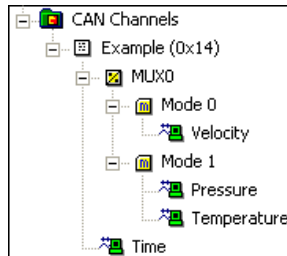 CAN Channels
Example (0x14)
MUX0
Mode 0
Velocity
Mode 1
Pressure
Temperature
Time